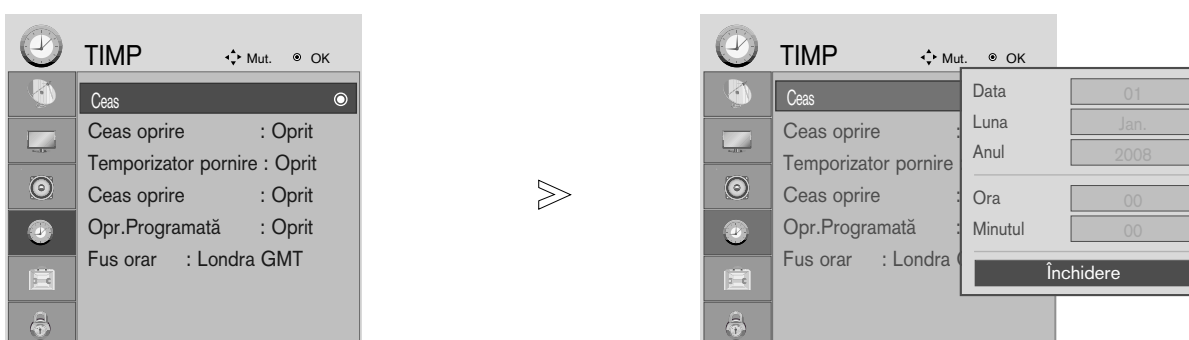 TIMP Mut. OK
Ceas
Ceas oprire : Oprit
Temporizator pornire : Oprit
Ceas oprire : Oprit
Opr.Programată : Oprit
Fus orar : Londra GMT
TIMP Mut. OK
Ceas
Ceas oprire :
Temporizator pornire
Ceas oprire :
Opr.Programată :
Fus orar : Londra
Data 01
Luna Jan.
Anul 2008
Ora 00
Minutul 00
Închidere